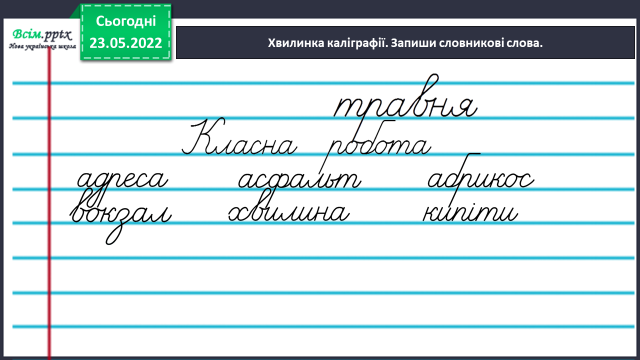 Всім.pptx
Нова українська школа
Сьогодні
23.05.2022
Хвилинка каліграфії. Запиши словникові слова.
травня
Класна робота
адреса асфальт абрикос
вокзал хвилина кипіти